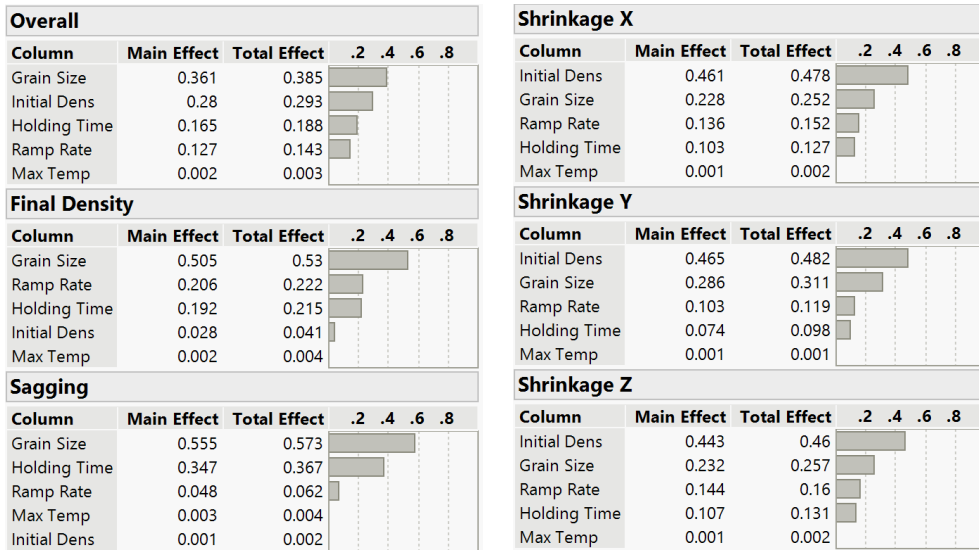 Overall
Column Main Effect Total Effect .2 .4 .6 .8
Grain Size 0.361 0.385
Initial Dens 0.28 0.293
Holding Time 0.165 0.188
Ramp Rate 0.127 0.143
Max Temp 0.002 0.003
Final Density
Column Main Effect Total Effect .2 .4 .6 .8
Grain Size 0.505 0.53
Ramp Rate 0.206 0.222
Holding Time 0.192 0.215
Initial Dens 0.028 0.041
Max Temp 0.002 0.004
Sagging
Column Main Effect Total Effect .2 .4 .6 .8
Grain Size 0.555 0.573
Holding Time 0.347 0.367
Ramp Rate 0.048 0.062
Max Temp 0.003 0.004
Initial Dens 0.001 0.002
Shrinkage X
Column Main Effect Total Effect .2 .4 .6 .8
Initial Dens 0.461 0.478
Grain Size 0.228 0.252
Ramp Rate 0.136 0.152
Holding Time 0.103 0.127
Max Temp 0.001 0.002
Shrinkage Y
Column Main Effect Total Effect .2 .4 .6 .8
Initial Dens 0.465 0.482
Grain Size 0.286 0.311
Ramp Rate 0.103 0.119
Holding Time 0.074 0.098
Max Temp 0.001 0.001
Shrinkage Z
Column Main Effect Total Effect .2 .4 .6 .8
Initial Dens 0.443 0.46
Grain Size 0.232 0.257
Ramp Rate 0.144 0.16
Holding Time 0.107 0.131
Max Temp 0.001 0.002